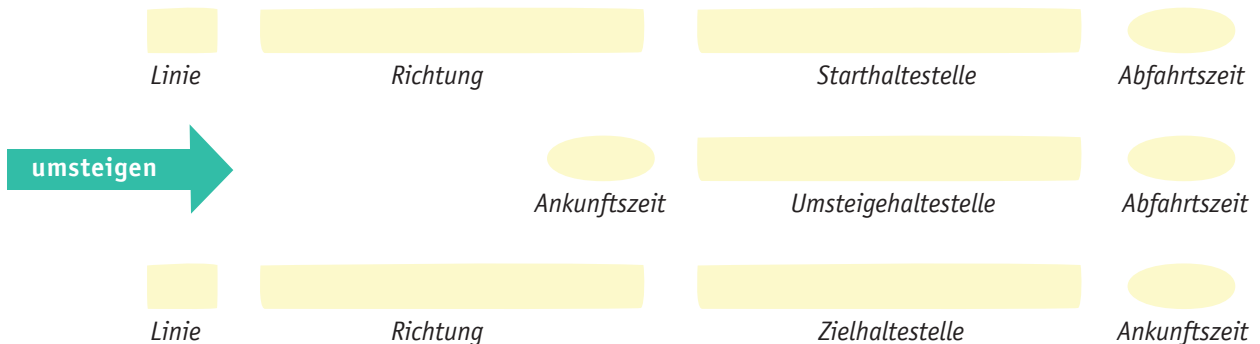 Linie Richtung Starthaltestelle Abfahrtszeit
umsteigen
Ankunftszeit Umsteigehaltestelle Abfahrtszeit
Linie Richtung Zielhaltestelle Ankunftszeit